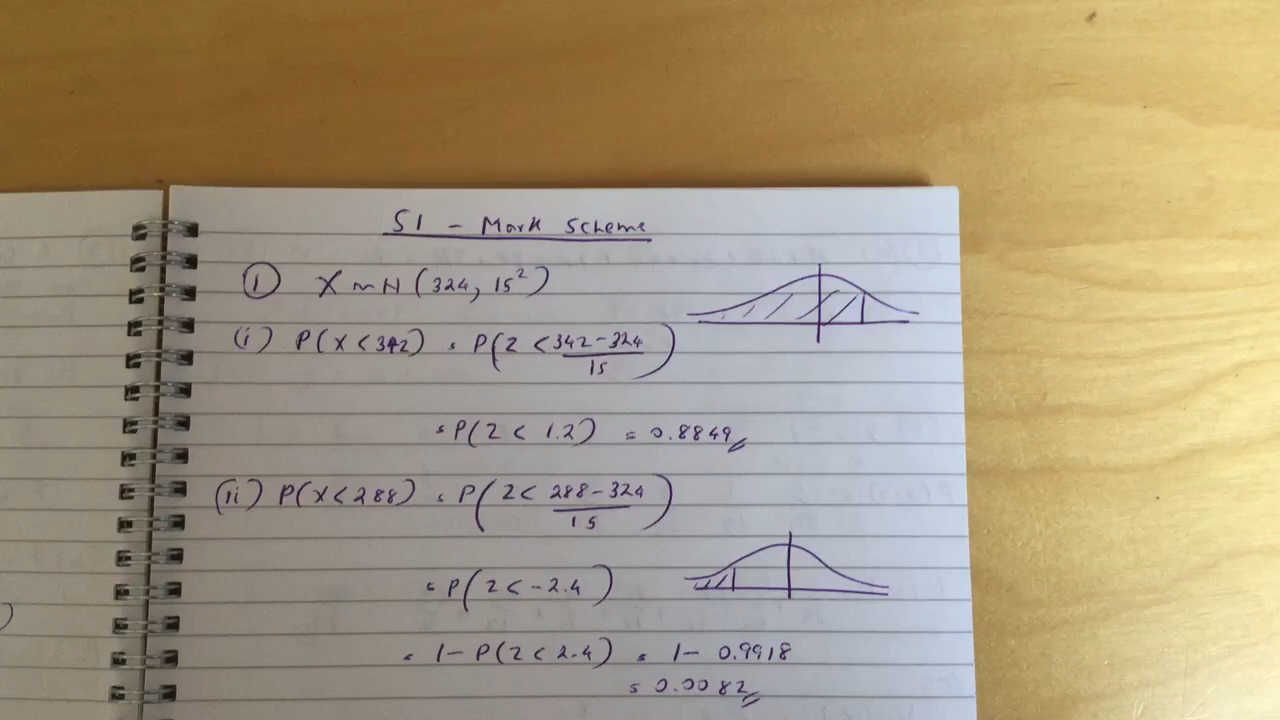 S1 - Mark Scheme
① X ~ N (324, 15²)
(i) P(X < 342) = P(Z < (342 - 324)/15)
= P(Z < 1.2) = 0.8849
(ii) P(X < 288) = P(Z < (288 - 324)/15)
= P(Z < -2.4)
= 1 - P(Z < 2.4) = 1 - 0.9918
= 0.0082
)